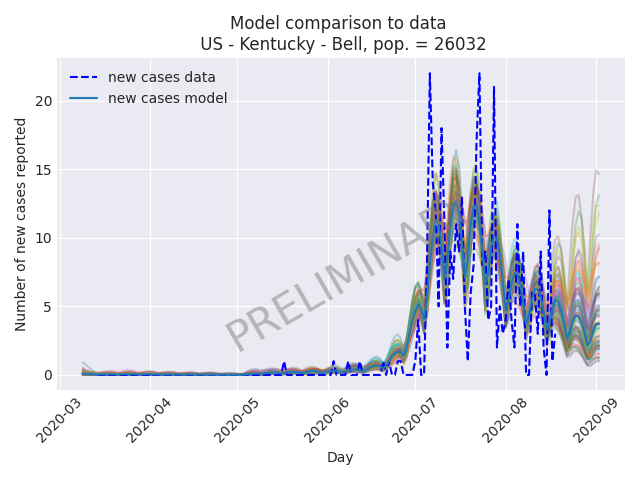 Model comparison to data
US - Kentucky - Bell, pop. = 26032
new cases data
new cases model
Number of new cases reported
20
15
10
5
0
PRELIMINAR
2020-03
2020-04
2020-05
2020-06
2020-07
2020-08
2020-09
Day